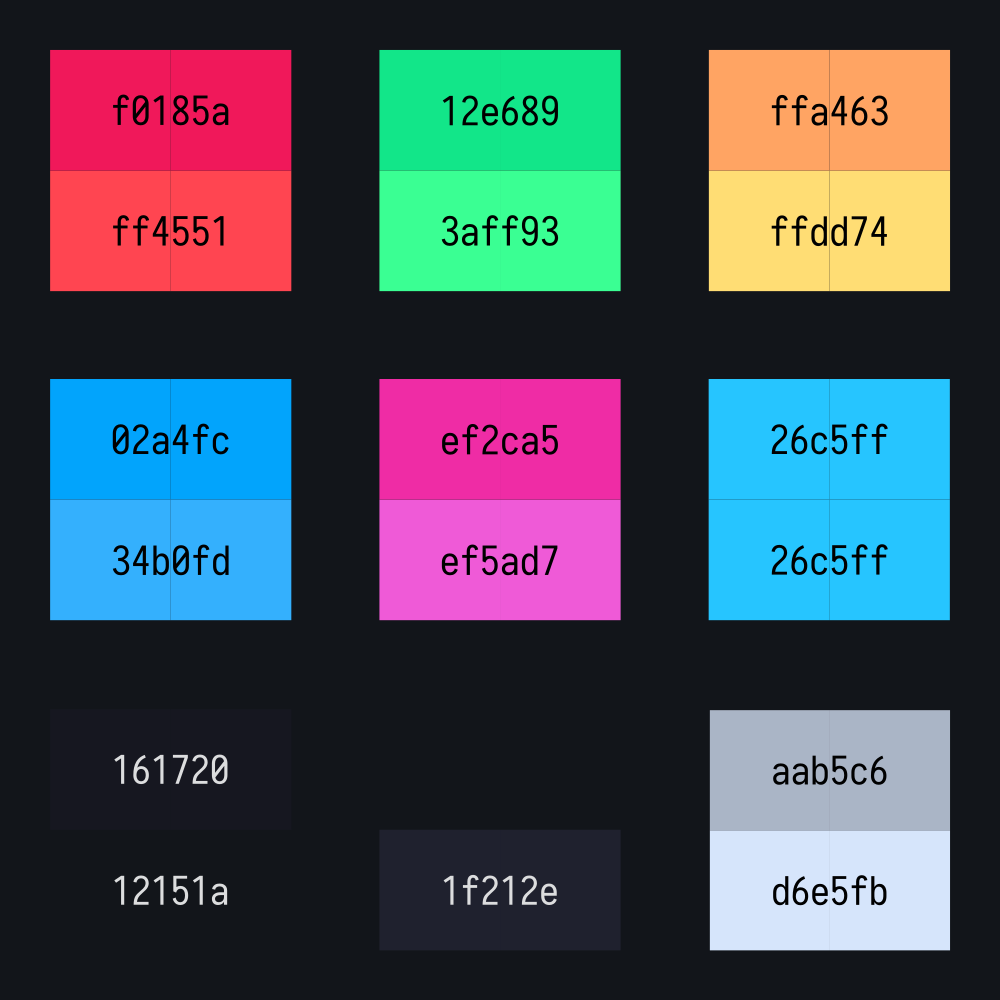 f0185a 12e689 ffa463
ff4551 3aff93 ffdd74
02a4fc ef2ca5 26c5ff
34b0fd ef5ad7 26c5ff
161720 aab5c6
12151a 1f212e d6e5fb